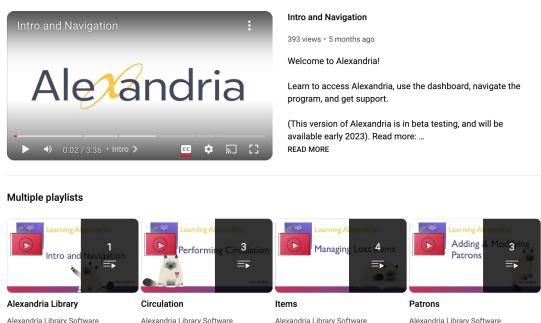 Intro and Navigation
Alexandria
0:02 / 3:36 • Intro
CC
Intro and Navigation
393 views • 5 months ago
Welcome to Alexandria!
Learn to access Alexandria, use the dashboard, navigate the
program, and get support.
(This version of Alexandria is in beta testing, and will be
available early 2023). Read more: ...
READ MORE
Multiple playlists
Learning Alexandria
Intro and Navigation
1
Learning Alexandria
Performing Circulation
3
Learning Alexandria
Managing Lost Items
4
Learning Alexandria
Adding & Modifying
Patrons
3
Alexandria Library
Circulation
Items
Patrons
Alexandria Library Software
Alexandria Library Software
Alexandria Library Software
Alexandria Library Software